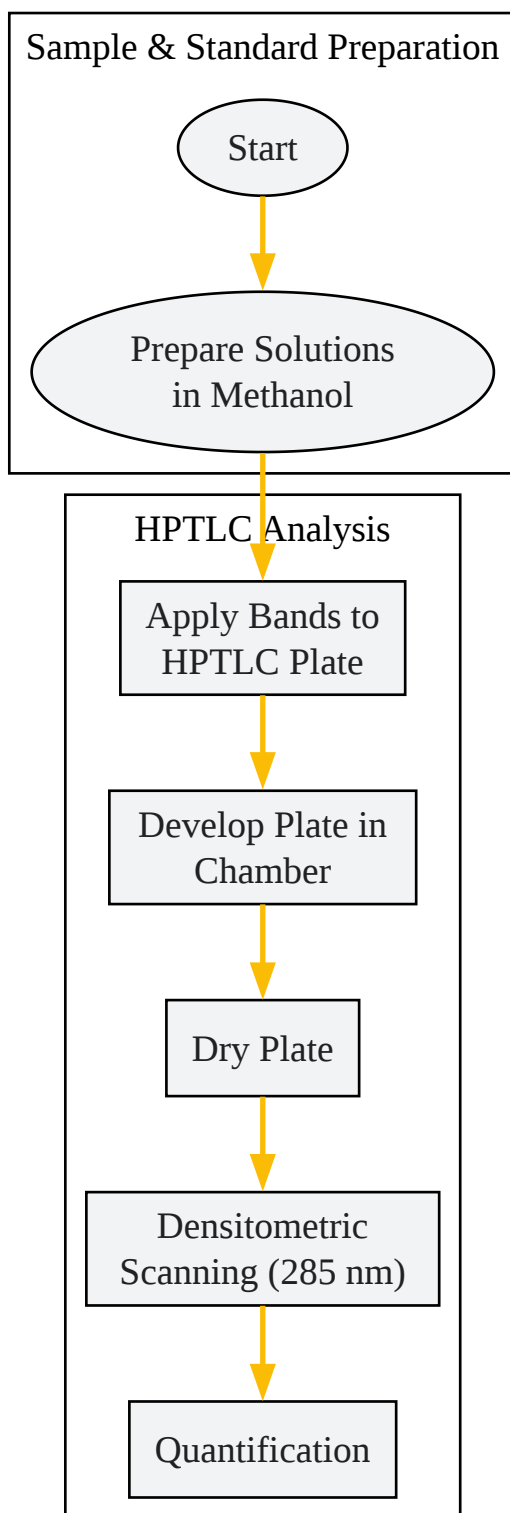 Sample & Standard Preparation
Start
Prepare Solutions
in Methanol
HPTLC Analysis
Apply Bands to
HPTLC Plate
Develop Plate in
Chamber
Dry Plate
Densitometric
Scanning (285 nm)
Quantification